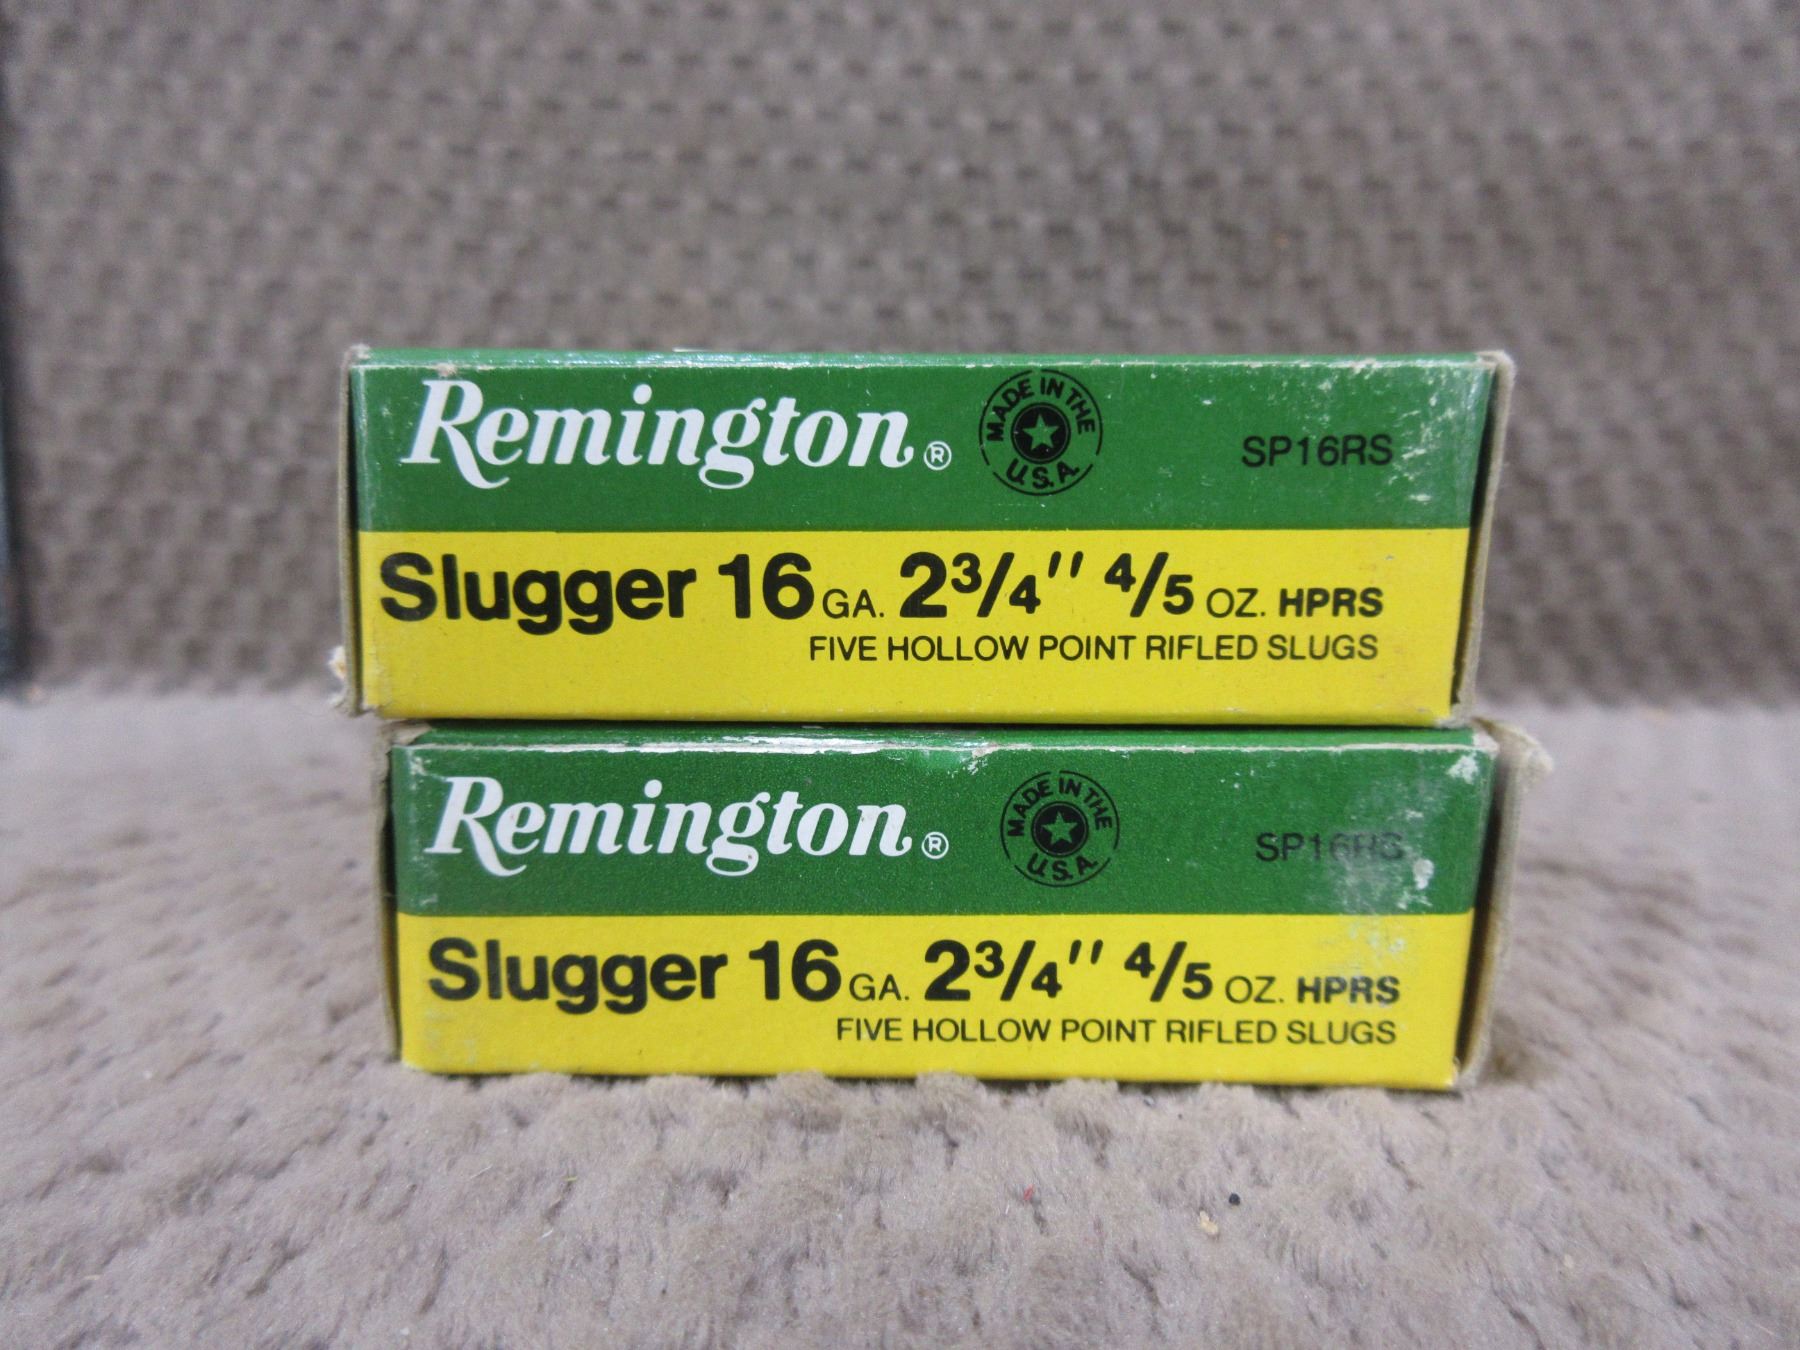 Remington® MADE IN THE U.S.A. SP16RS
Slugger 16 GA. 2 3/4" 4/5 OZ. HPRS
FIVE HOLLOW POINT RIFLED SLUGS
Remington® MADE IN THE U.S.A. SP16RS
Slugger 16 GA. 2 3/4" 4/5 OZ. HPRS
FIVE HOLLOW POINT RIFLED SLUGS